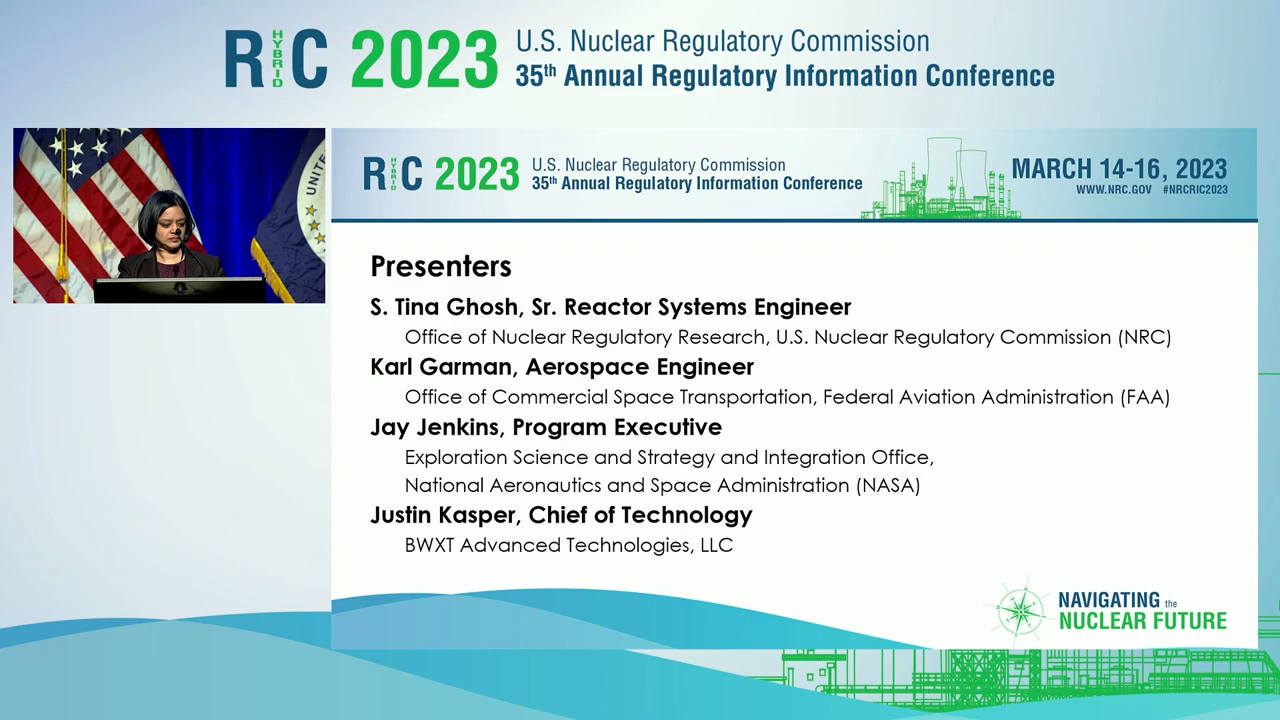 RIC 2023
HYBRID
U.S. Nuclear Regulatory Commission
35th Annual Regulatory Information Conference
UNITE
RIC 2023
HYBRID
U.S. Nuclear Regulatory Commission
35th Annual Regulatory Information Conference
MARCH 14-16, 2023
WWW.NRC.GOV #NRCRIC2023
Presenters
S. Tina Ghosh, Sr. Reactor Systems Engineer
Office of Nuclear Regulatory Research, U.S. Nuclear Regulatory Commission (NRC)
Karl Garman, Aerospace Engineer
Office of Commercial Space Transportation, Federal Aviation Administration (FAA)
Jay Jenkins, Program Executive
Exploration Science and Strategy and Integration Office,
National Aeronautics and Space Administration (NASA)
Justin Kasper, Chief of Technology
BWXT Advanced Technologies, LLC
NAVIGATING the
NUCLEAR FUTURE